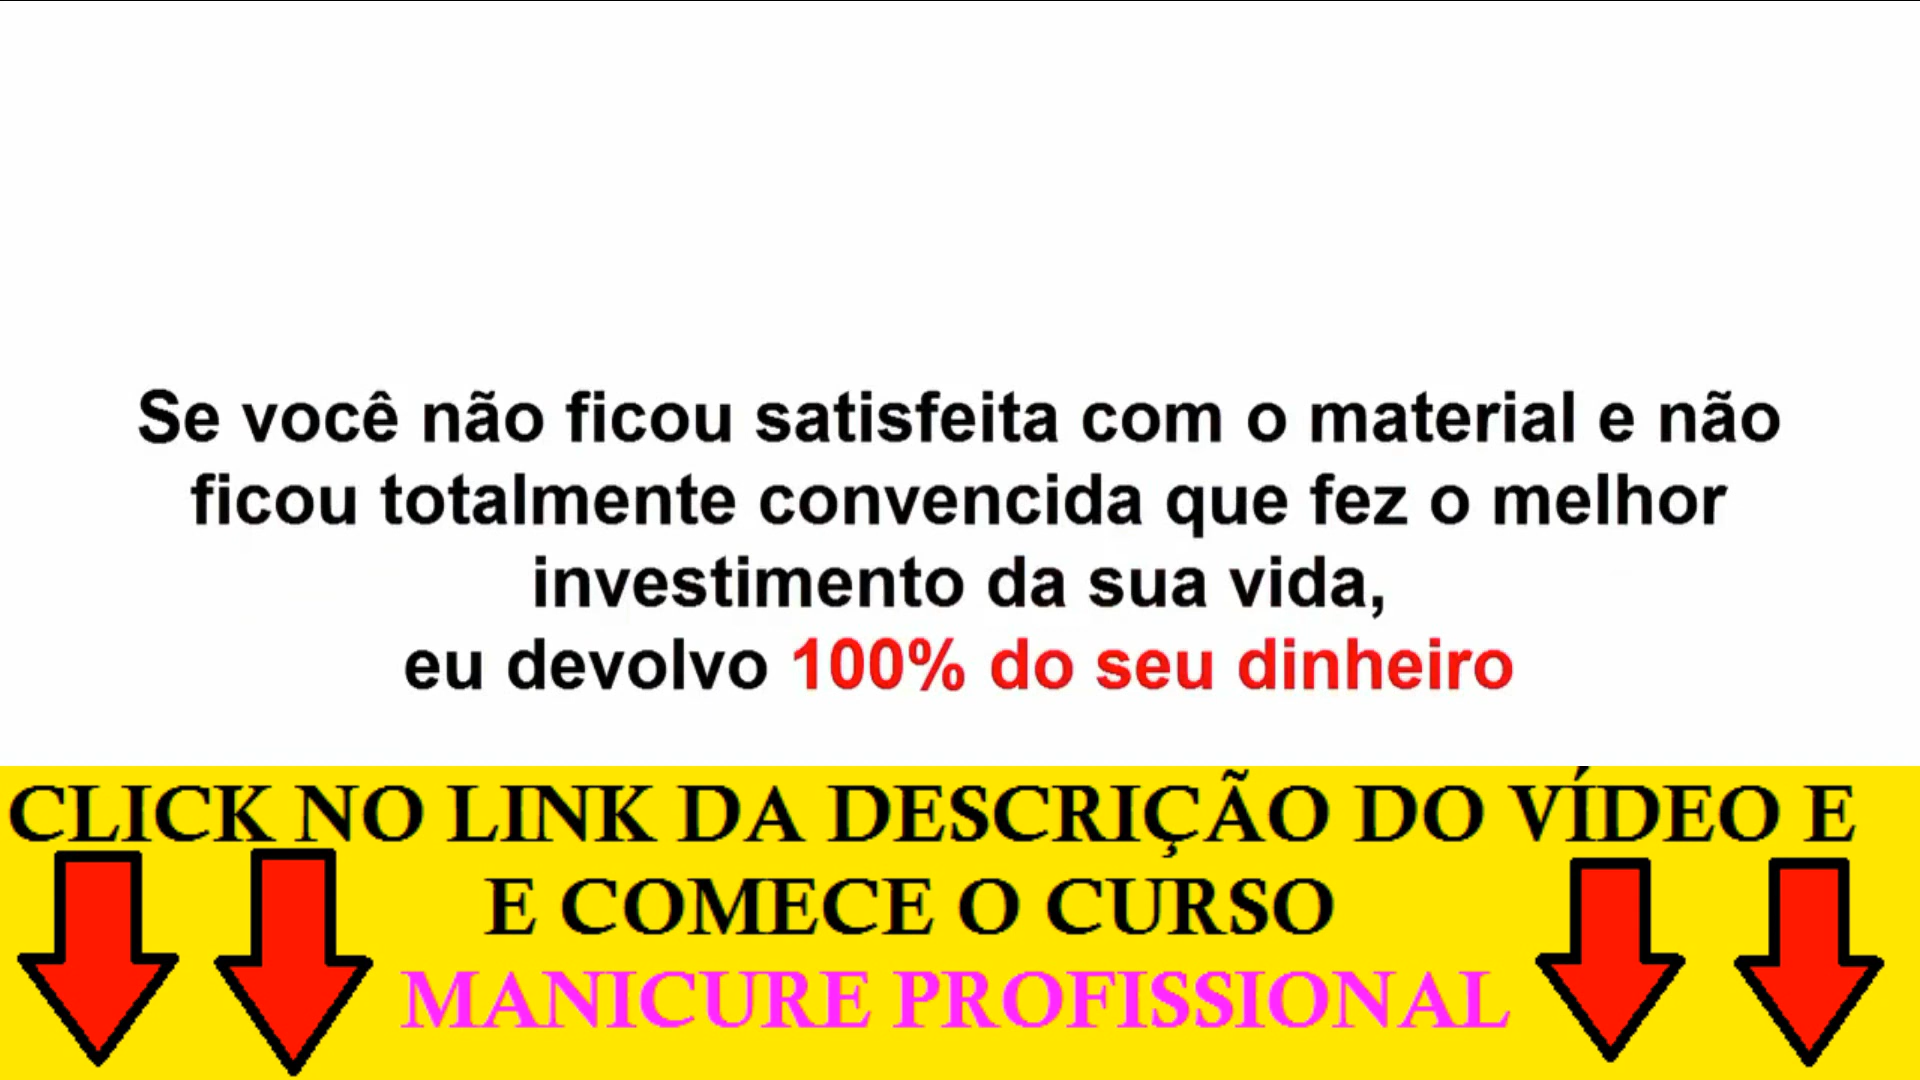 Se você não ficou satisfeita com o material e não
ficou totalmente convencida que fez o melhor
investimento da sua vida,
eu devolvo 100% do seu dinheiro
CLICK NO LINK DA DESCRIÇÃO DO VÍDEO E
E COMECE O CURSO
MANICURE PROFISSIONAL